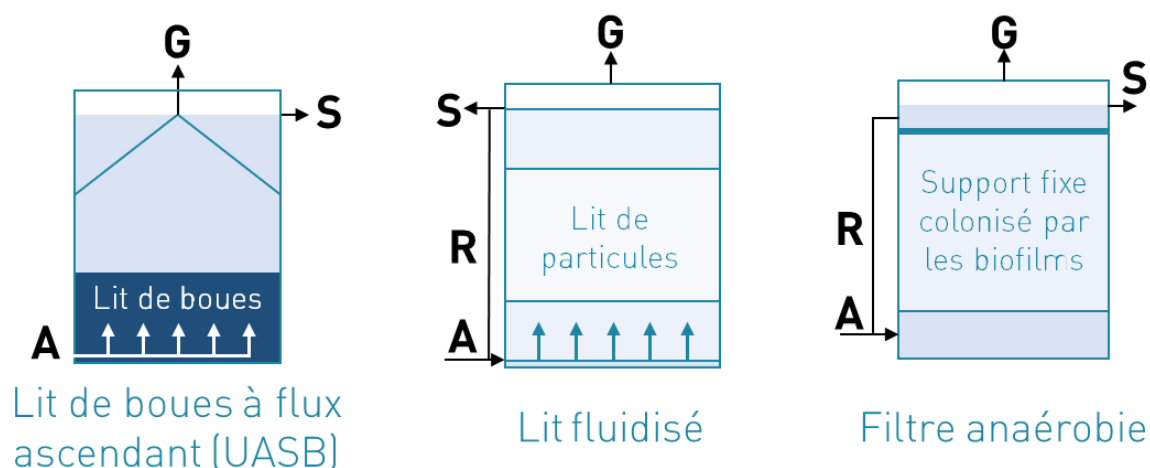 G
S
Lit de boues
A
Lit de boues à flux
ascendant (UASB)
G
S
Lit de
particules
R
A
Lit fluidisé
G
S
Support fixe
colonisé par
les biofilms
R
A
Filtre anaérobie